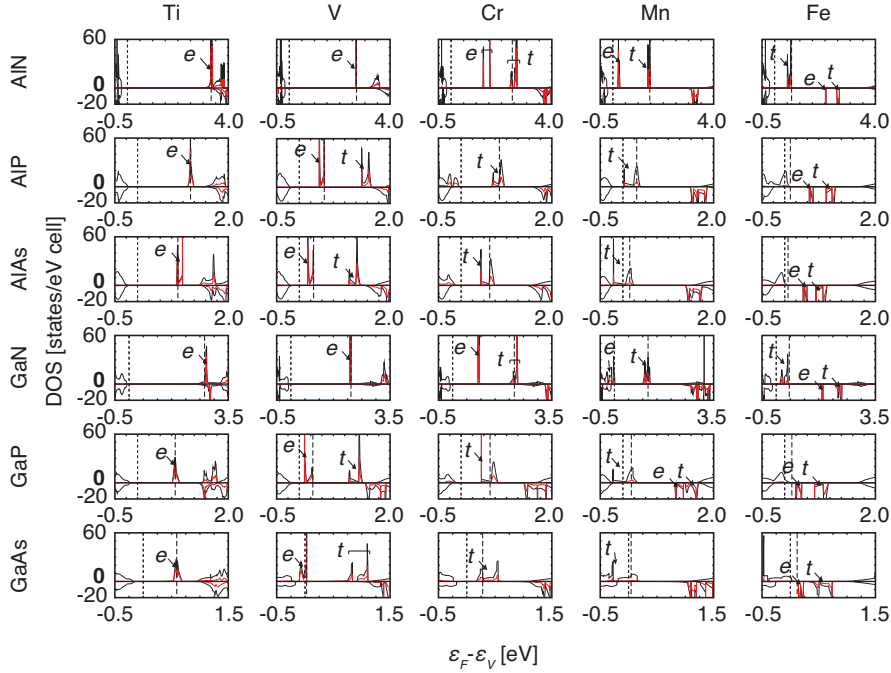 Ti V Cr Mn Fe
AlN
60
0
-20
e e e t e t t e t
-0.5 4.0 -0.5 4.0 -0.5 4.0 -0.5 4.0 -0.5 4.0
AlP
60
0
-20
e e t t t e t
-0.5 2.0 -0.5 2.0 -0.5 2.0 -0.5 2.0 -0.5 2.0
DOS [states/eV cell]
AlAs
60
0
-20
e e t t t e t
-0.5 2.0 -0.5 2.0 -0.5 2.0 -0.5 2.0 -0.5 2.0
GaN
60
0
-20
e e e t e t t e t
-0.5 3.5 -0.5 3.5 -0.5 3.5 -0.5 3.5 -0.5 3.5
GaP
60
0
-20
e e t t t e t e t
-0.5 2.0 -0.5 2.0 -0.5 2.0 -0.5 2.0 -0.5 2.0
GaAs
60
0
-20
e e t t t e t
-0.5 1.5 -0.5 1.5 -0.5 1.5 -0.5 1.5 -0.5 1.5
εF-εV [eV]